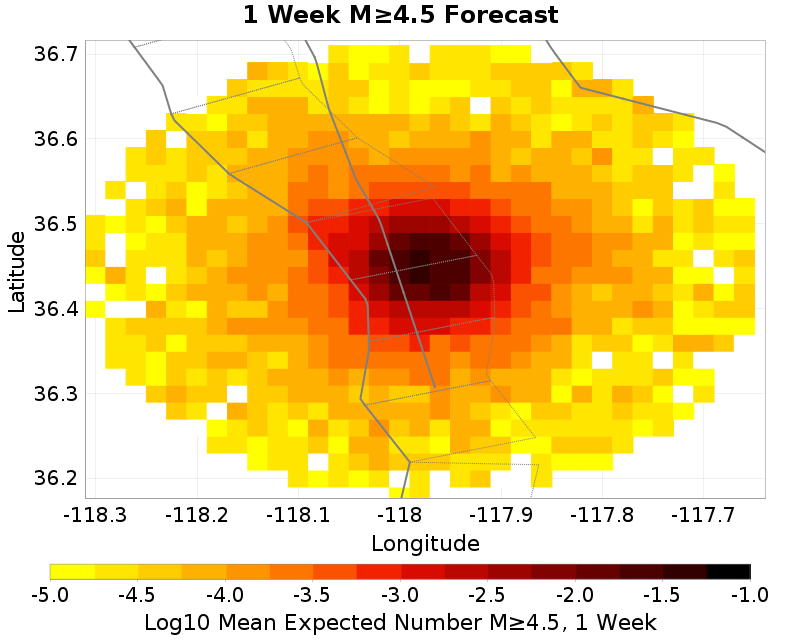 1 Week M≥4.5 Forecast
36.7
36.6
36.5
36.4
36.3
36.2
Latitude
-118.3 -118.2 -118.1 -118 -117.9 -117.8 -117.7
Longitude
-5.0 -4.5 -4.0 -3.5 -3.0 -2.5 -2.0 -1.5 -1.0
Log10 Mean Expected Number M≥4.5, 1 Week